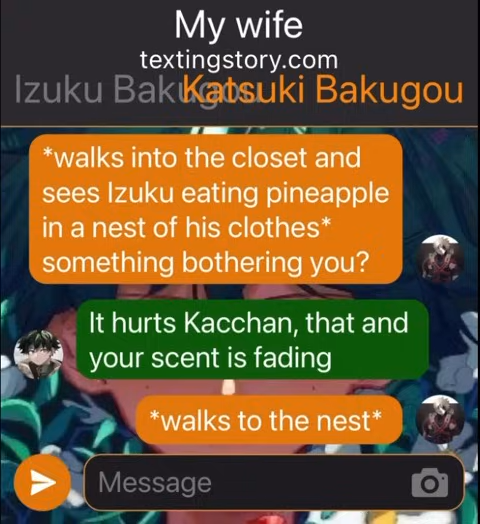 My wife
textingstory.com
Izuku Bakugou
Katsuki Bakugou
*walks into the closet and
sees Izuku eating pineapple
in a nest of his clothes*
something bothering you?
It hurts Kacchan, that and
your scent is fading
*walks to the nest*
Message